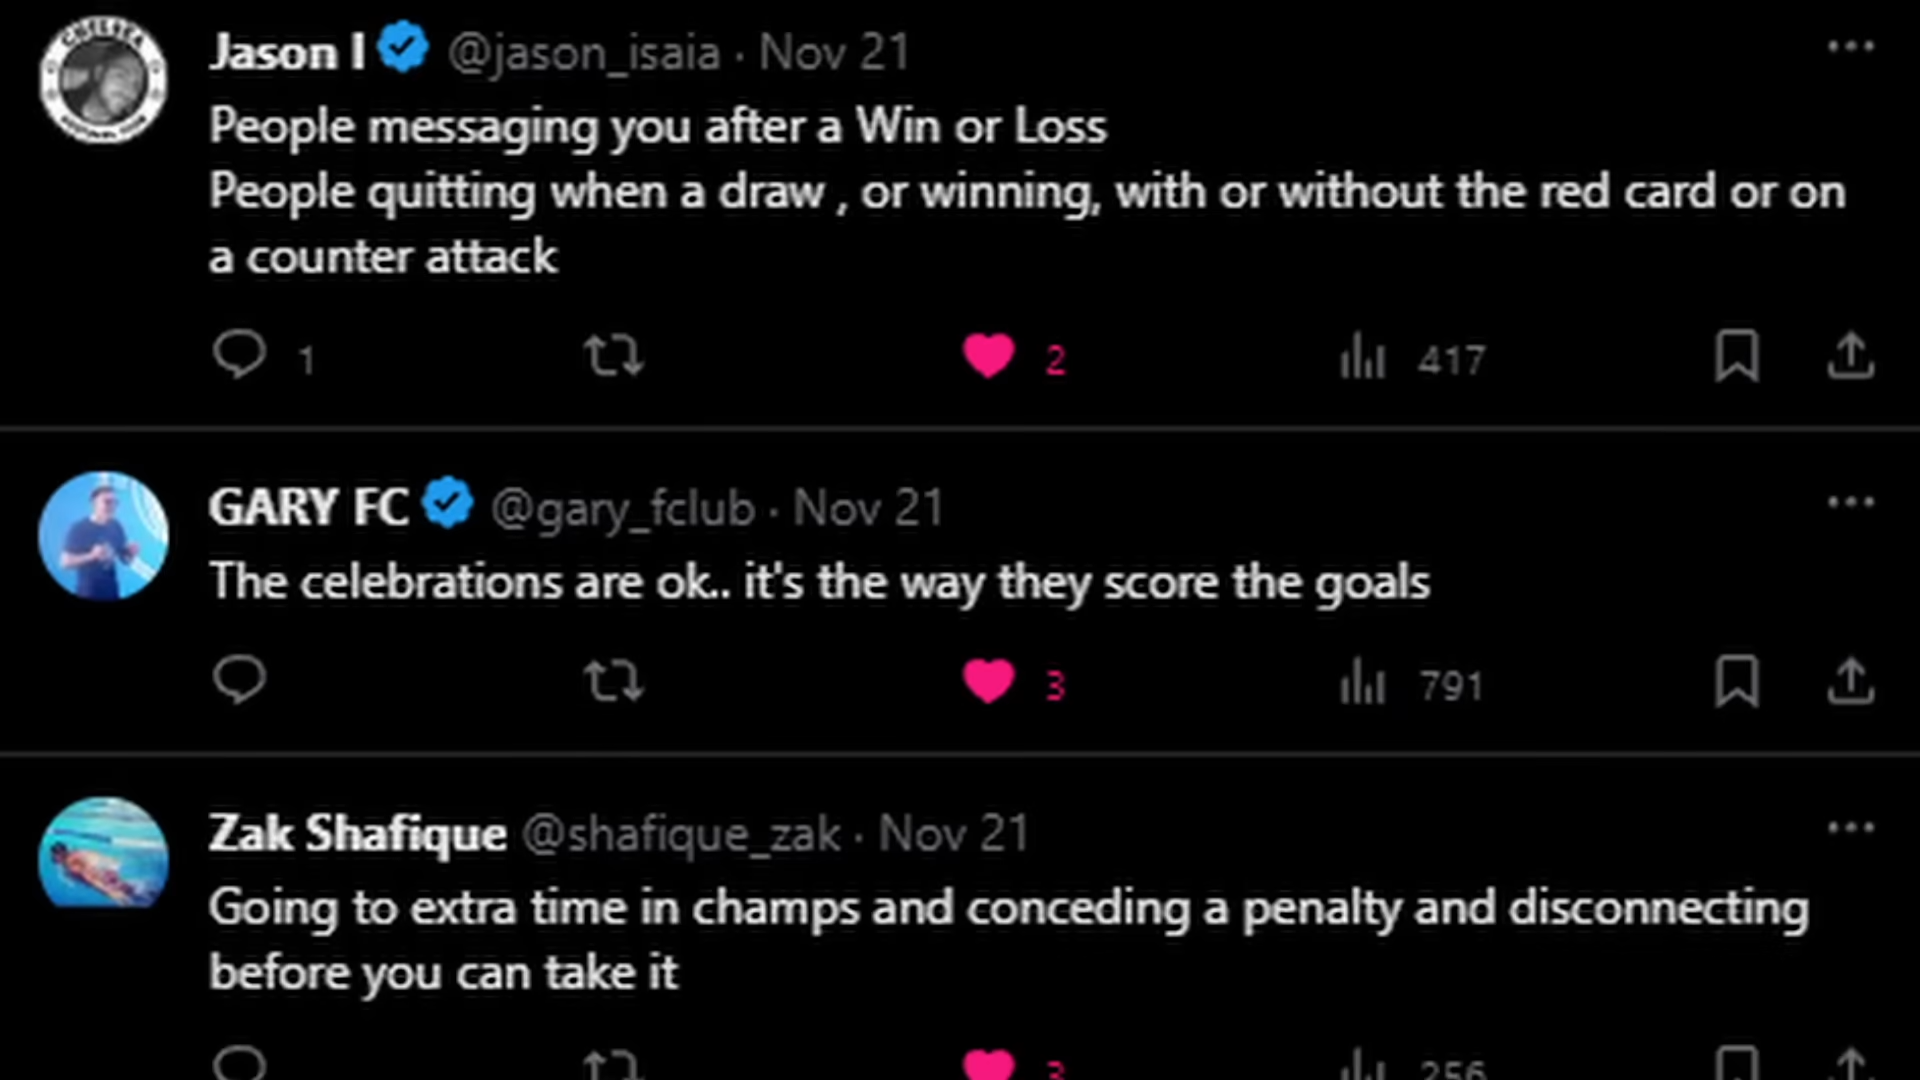 CHELSEA
Jason I @jason_isaia · Nov 21
People messaging you after a Win or Loss
People quitting when a draw , or winning, with or without the red card or on
a counter attack
1 2 417
GARY FC @gary_fclub · Nov 21
The celebrations are ok.. it's the way they score the goals
3 791
Zak Shafique @shafique_zak · Nov 21
Going to extra time in champs and conceding a penalty and disconnecting
before you can take it
3 256